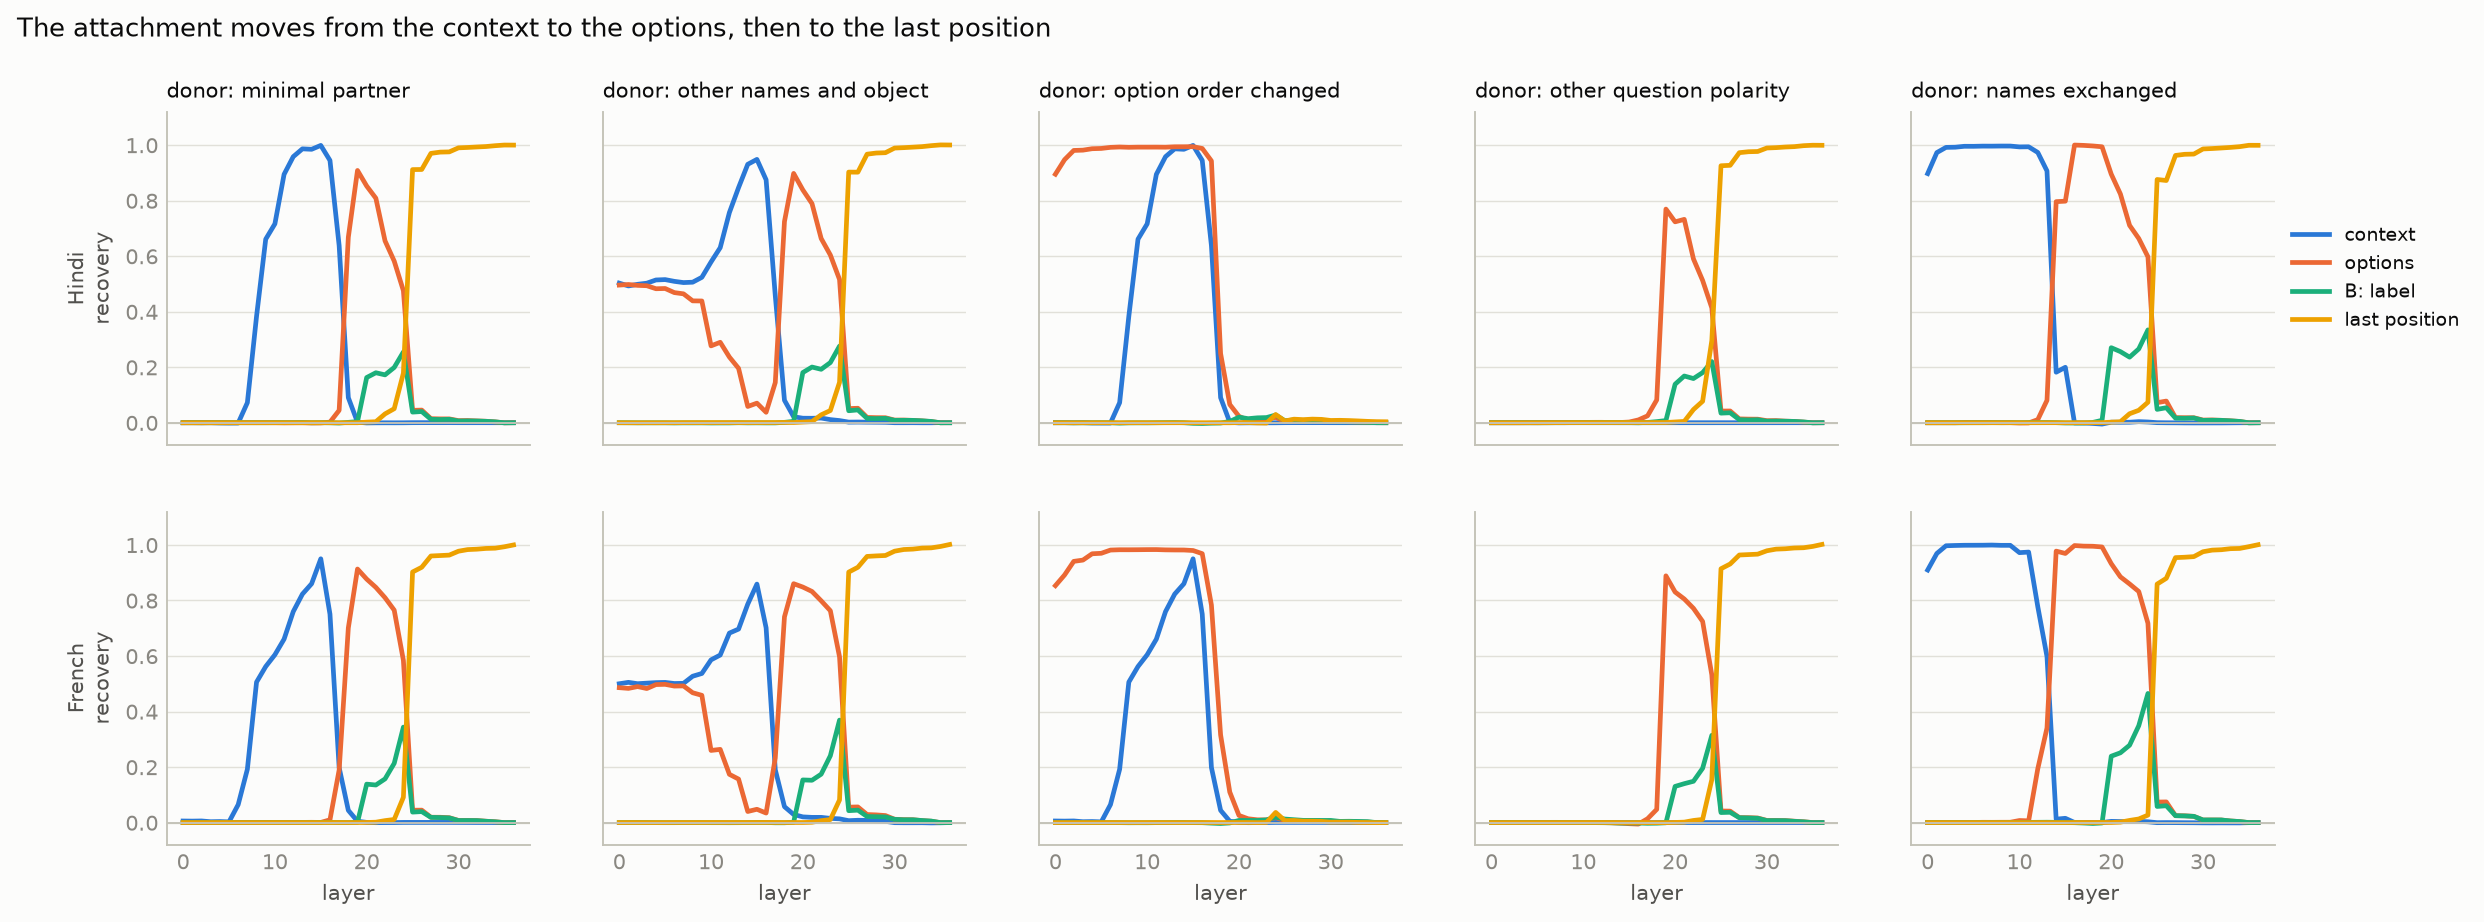 The attachment moves from the context to the options, then to the last position
donor: minimal partner
donor: other names and object
donor: option order changed
donor: other question polarity
donor: names exchanged
Hindi
recovery
1.0
0.8
0.6
0.4
0.2
0.0
context
options
B: label
last position
French
recovery
1.0
0.8
0.6
0.4
0.2
0.0
0 10 20 30
0 10 20 30
0 10 20 30
0 10 20 30
0 10 20 30
layer
layer
layer
layer
layer